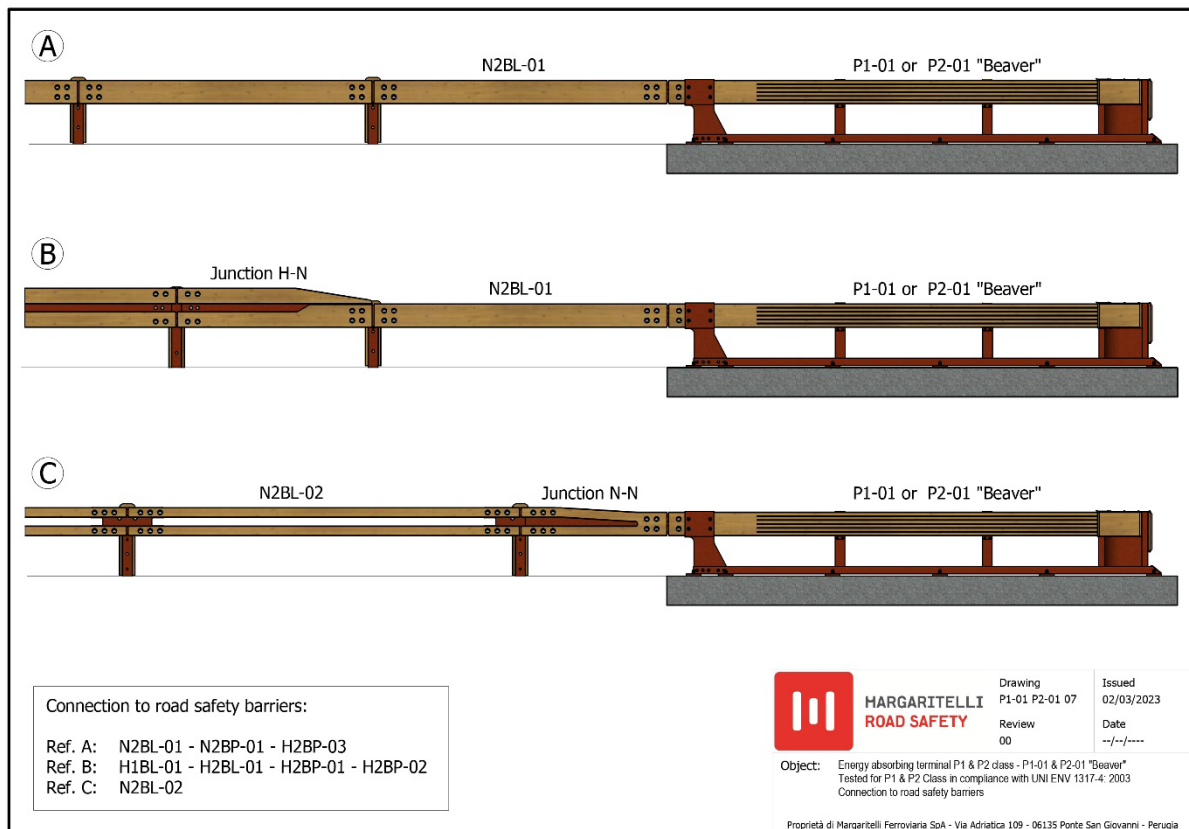 A
N2BL-01
P1-01 or P2-01 "Beaver"
B
Junction H-N
N2BL-01
P1-01 or P2-01 "Beaver"
C
N2BL-02
Junction N-N
P1-01 or P2-01 "Beaver"
Connection to road safety barriers:
Ref. A: N2BL-01 - N2BP-01 - H2BP-03
Ref. B: H1BL-01 - H2BL-01 - H2BP-01 - H2BP-02
Ref. C: N2BL-02
MARGARITELLI
ROAD SAFETY
Drawing
P1-01 P2-01 07
Issued
02/03/2023
Review
00
Date
--/--/----
Object: Energy absorbing terminal P1 & P2 class - P1-01 & P2-01 "Beaver"
Tested for P1 & P2 Class in compliance with UNI ENV 1317-4: 2003
Connection to road safety barriers
Proprietà di Margaritelli Ferroviaria SpA - Via Adriatica 109 - 06135 Ponte San Giovanni - Perugia